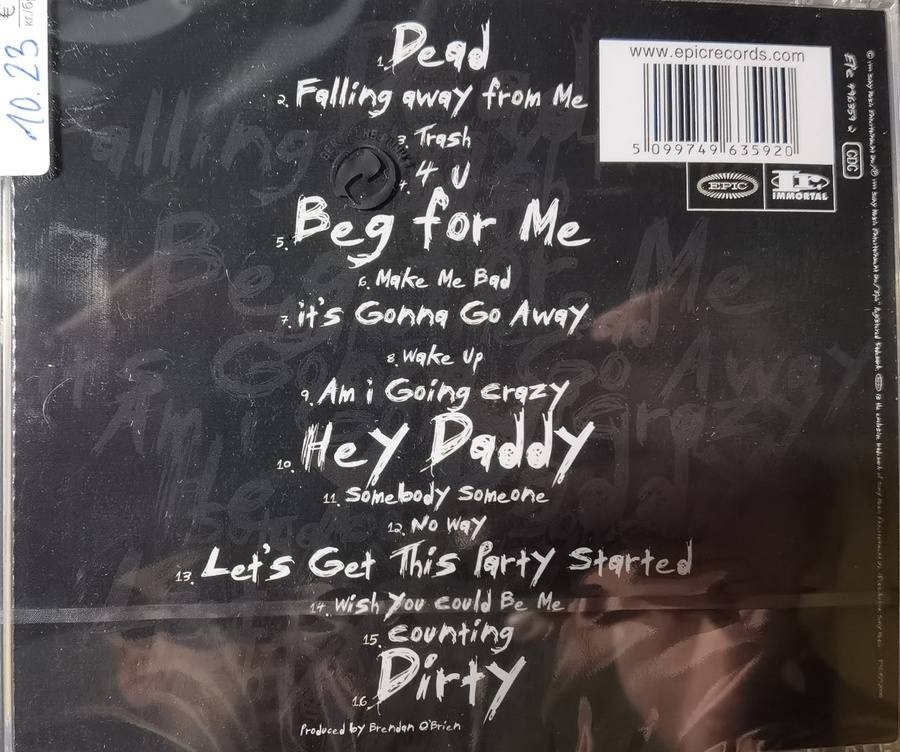 10.23
€
1. Dead
2. Falling away from Me
3. Trash
4. 4 U
5. Beg for Me
6. Make Me Bad
7. it's Gonna Go Away
8. Wake Up
9. Am i Going crazy
10. Hey Daddy
11. Somebody Someone
12. No Way
13. Let's Get This Party Started
14. Wish You could Be Me
15. counting
16. Dirty
Produced by Brendan O'Brien
www.epicrecords.com
5 099749 635920
EPIC
IMMORTAL
EPC 496359 2